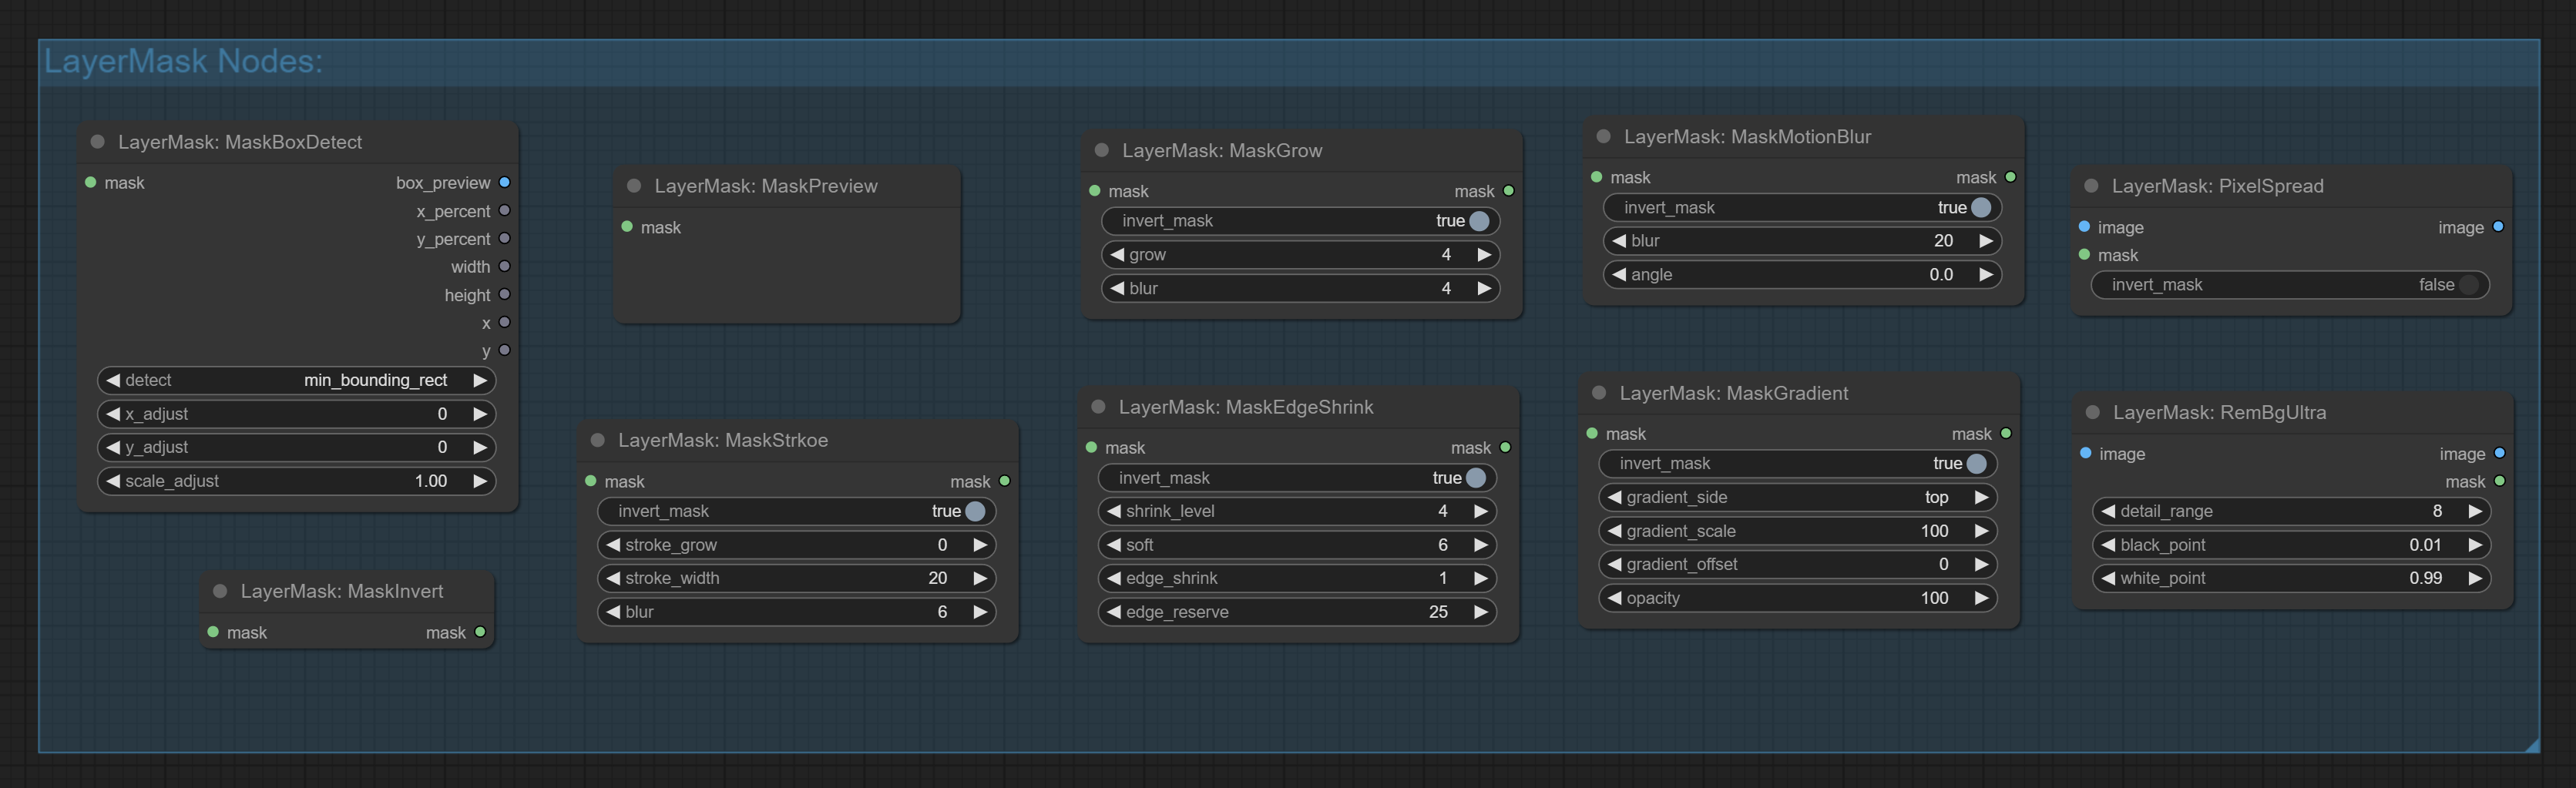 LayerMask Nodes:
LayerMask: MaskBoxDetect
mask box_preview
x_percent
y_percent
width
height
x
y
detect min_bounding_rect
x_adjust 0
y_adjust 0
scale_adjust 1.00
LayerMask: MaskInvert
mask mask
LayerMask: MaskPreview
mask
LayerMask: MaskStrkoe
mask mask
invert_mask true
stroke_grow 0
stroke_width 20
blur 6
LayerMask: MaskGrow
mask mask
invert_mask true
grow 4
blur 4
LayerMask: MaskEdgeShrink
mask mask
invert_mask true
shrink_level 4
soft 6
edge_shrink 1
edge_reserve 25
LayerMask: MaskMotionBlur
mask mask
invert_mask true
blur 20
angle 0.0
LayerMask: MaskGradient
mask mask
invert_mask true
gradient_side top
gradient_scale 100
gradient_offset 0
opacity 100
LayerMask: PixelSpread
image image
mask
invert_mask false
LayerMask: RemBgUltra
image image
mask
detail_range 8
black_point 0.01
white_point 0.99